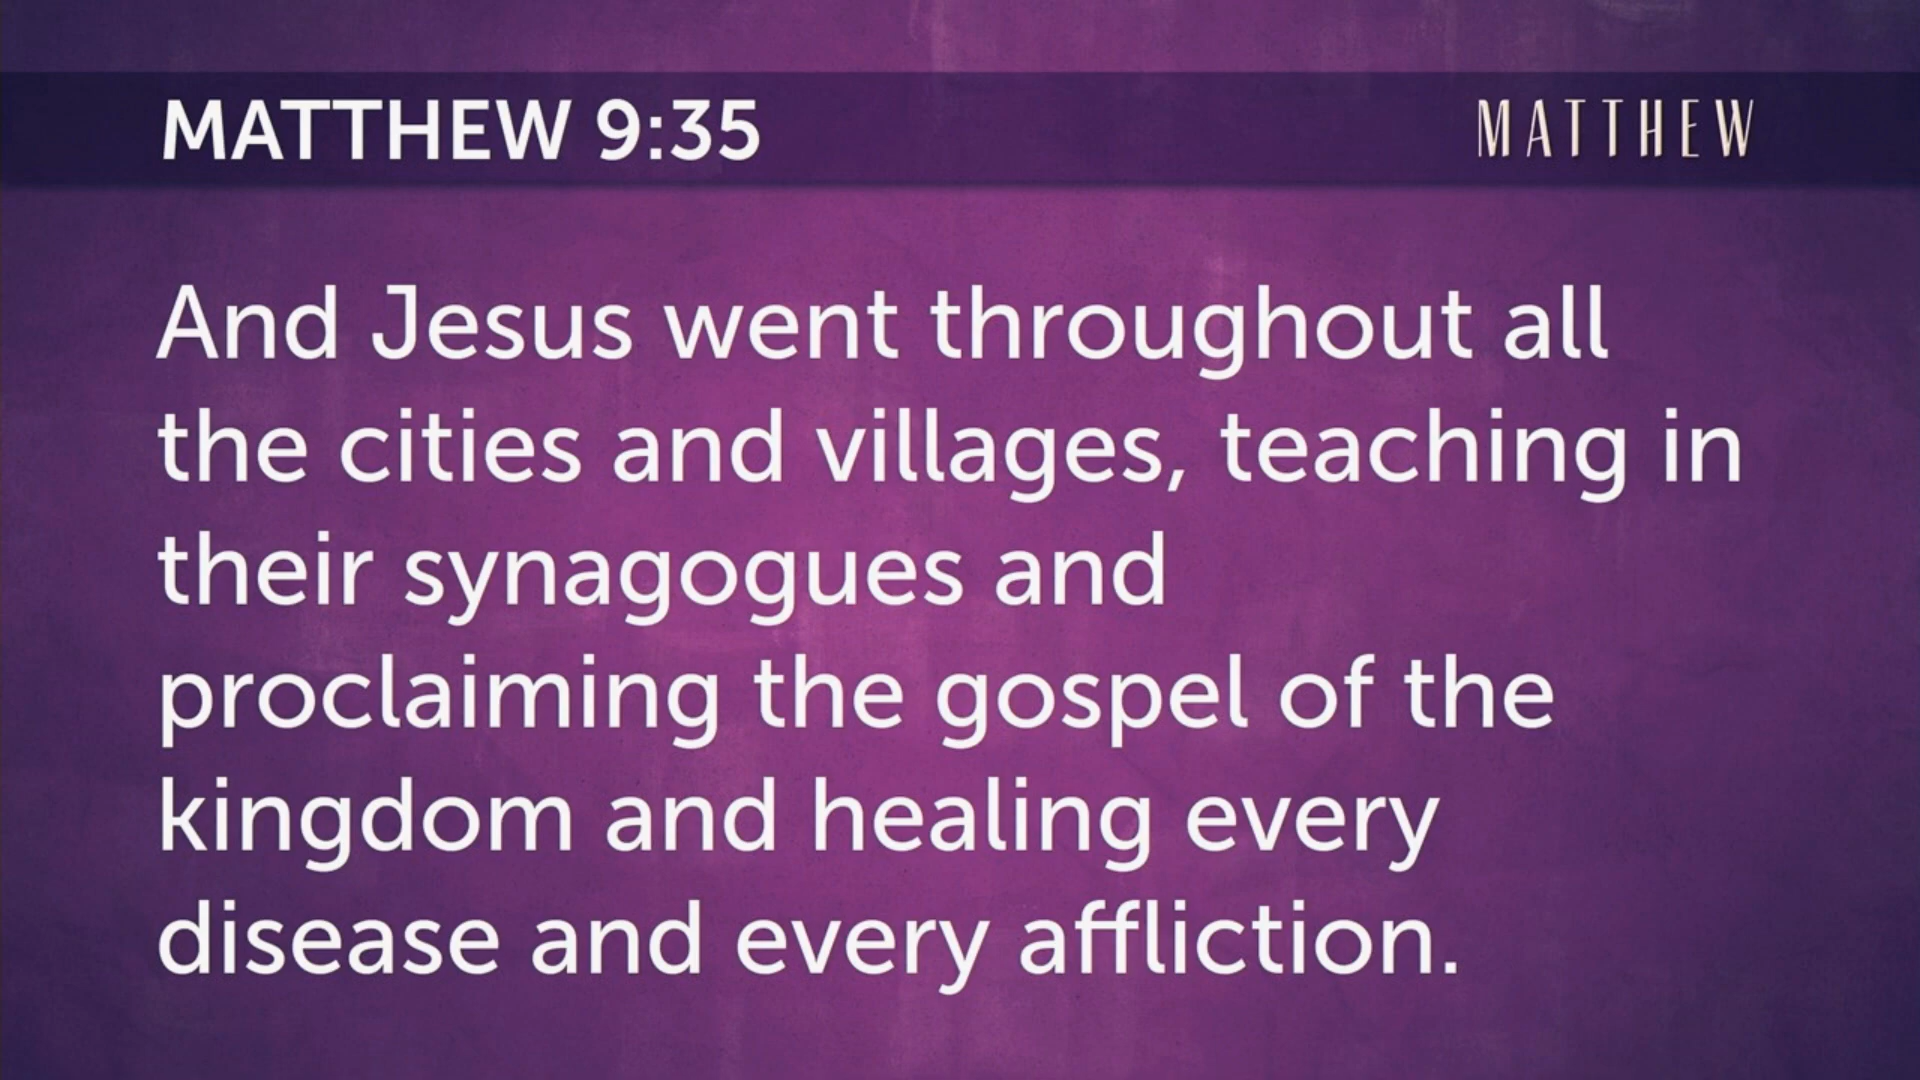 MATTHEW 9:35
MATTHEW
And Jesus went throughout all
the cities and villages, teaching in
their synagogues and
proclaiming the gospel of the
kingdom and healing every
disease and every affliction.